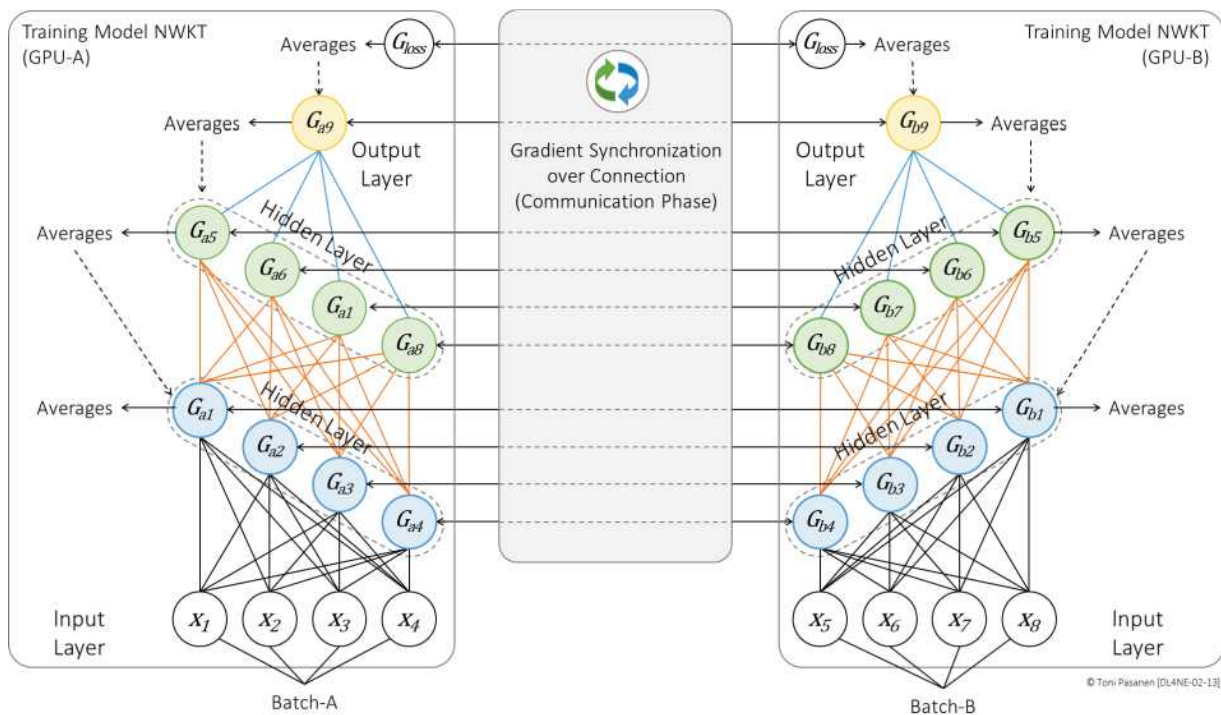 Training Model NWKT
(GPU-A)
Averages
G_loss
G_a9
Averages
Output
Layer
Hidden Layer
Averages
G_a5
G_a6
G_a1
G_a8
Hidden Layer
Averages
G_a1
G_a2
G_a3
G_a4
X_1
X_2
X_3
X_4
Input
Layer
Batch-A
Gradient Synchronization
over Connection
(Communication Phase)
Training Model NWKT
(GPU-B)
G_loss
Averages
G_b9
Averages
Output
Layer
Hidden Layer
G_b5
Averages
G_b6
G_b7
G_b8
Hidden Layer
G_b1
Averages
G_b2
G_b3
G_b4
X_5
X_6
X_7
X_8
Input
Layer
Batch-B
© Toni Pasanen [DL4NE-02-13]